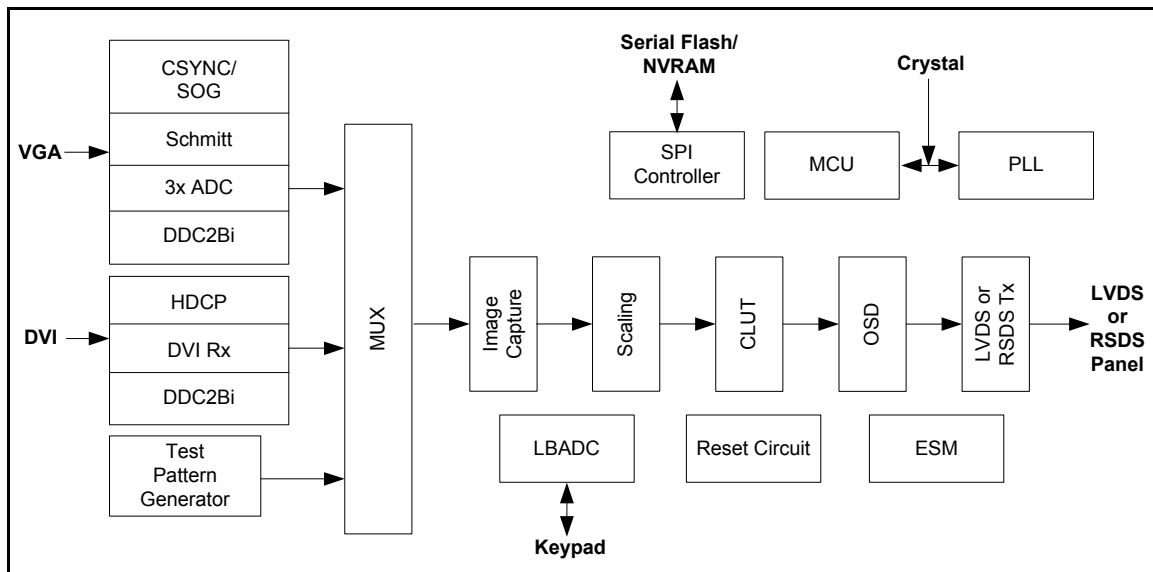 CSYNC/
SOG
Schmitt
3x ADC
DDC2Bi
VGA
HDCP
DVI Rx
DDC2Bi
DVI
Test
Pattern
Generator
MUX
Serial Flash/
NVRAM
SPI
Controller
Crystal
MCU
PLL
Image
Capture
Scaling
CLUT
OSD
LVDS or
RSDS Tx
LVDS
or
RSDS
Panel
LBADC
Keypad
Reset Circuit
ESM